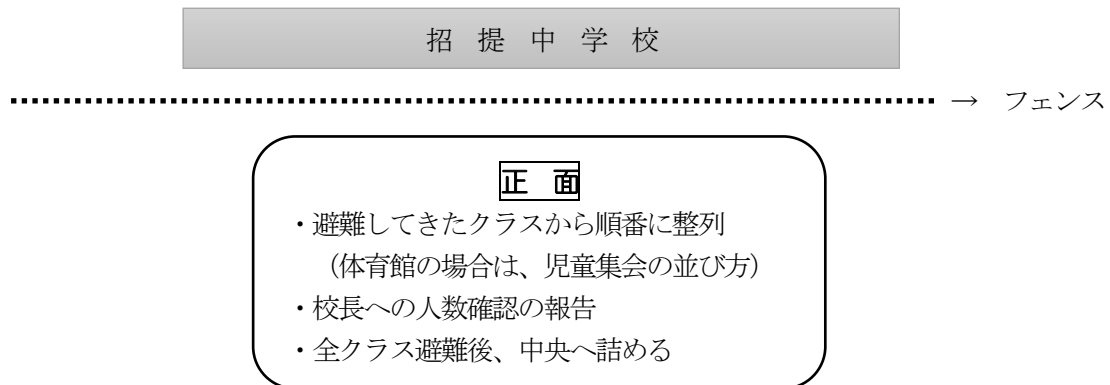 招提中学校
→ フェンス
正面
・避難してきたクラスから順番に整列
（体育館の場合は、児童集会の並び方）
・校長への人数確認の報告
・全クラス避難後、中央へ詰める